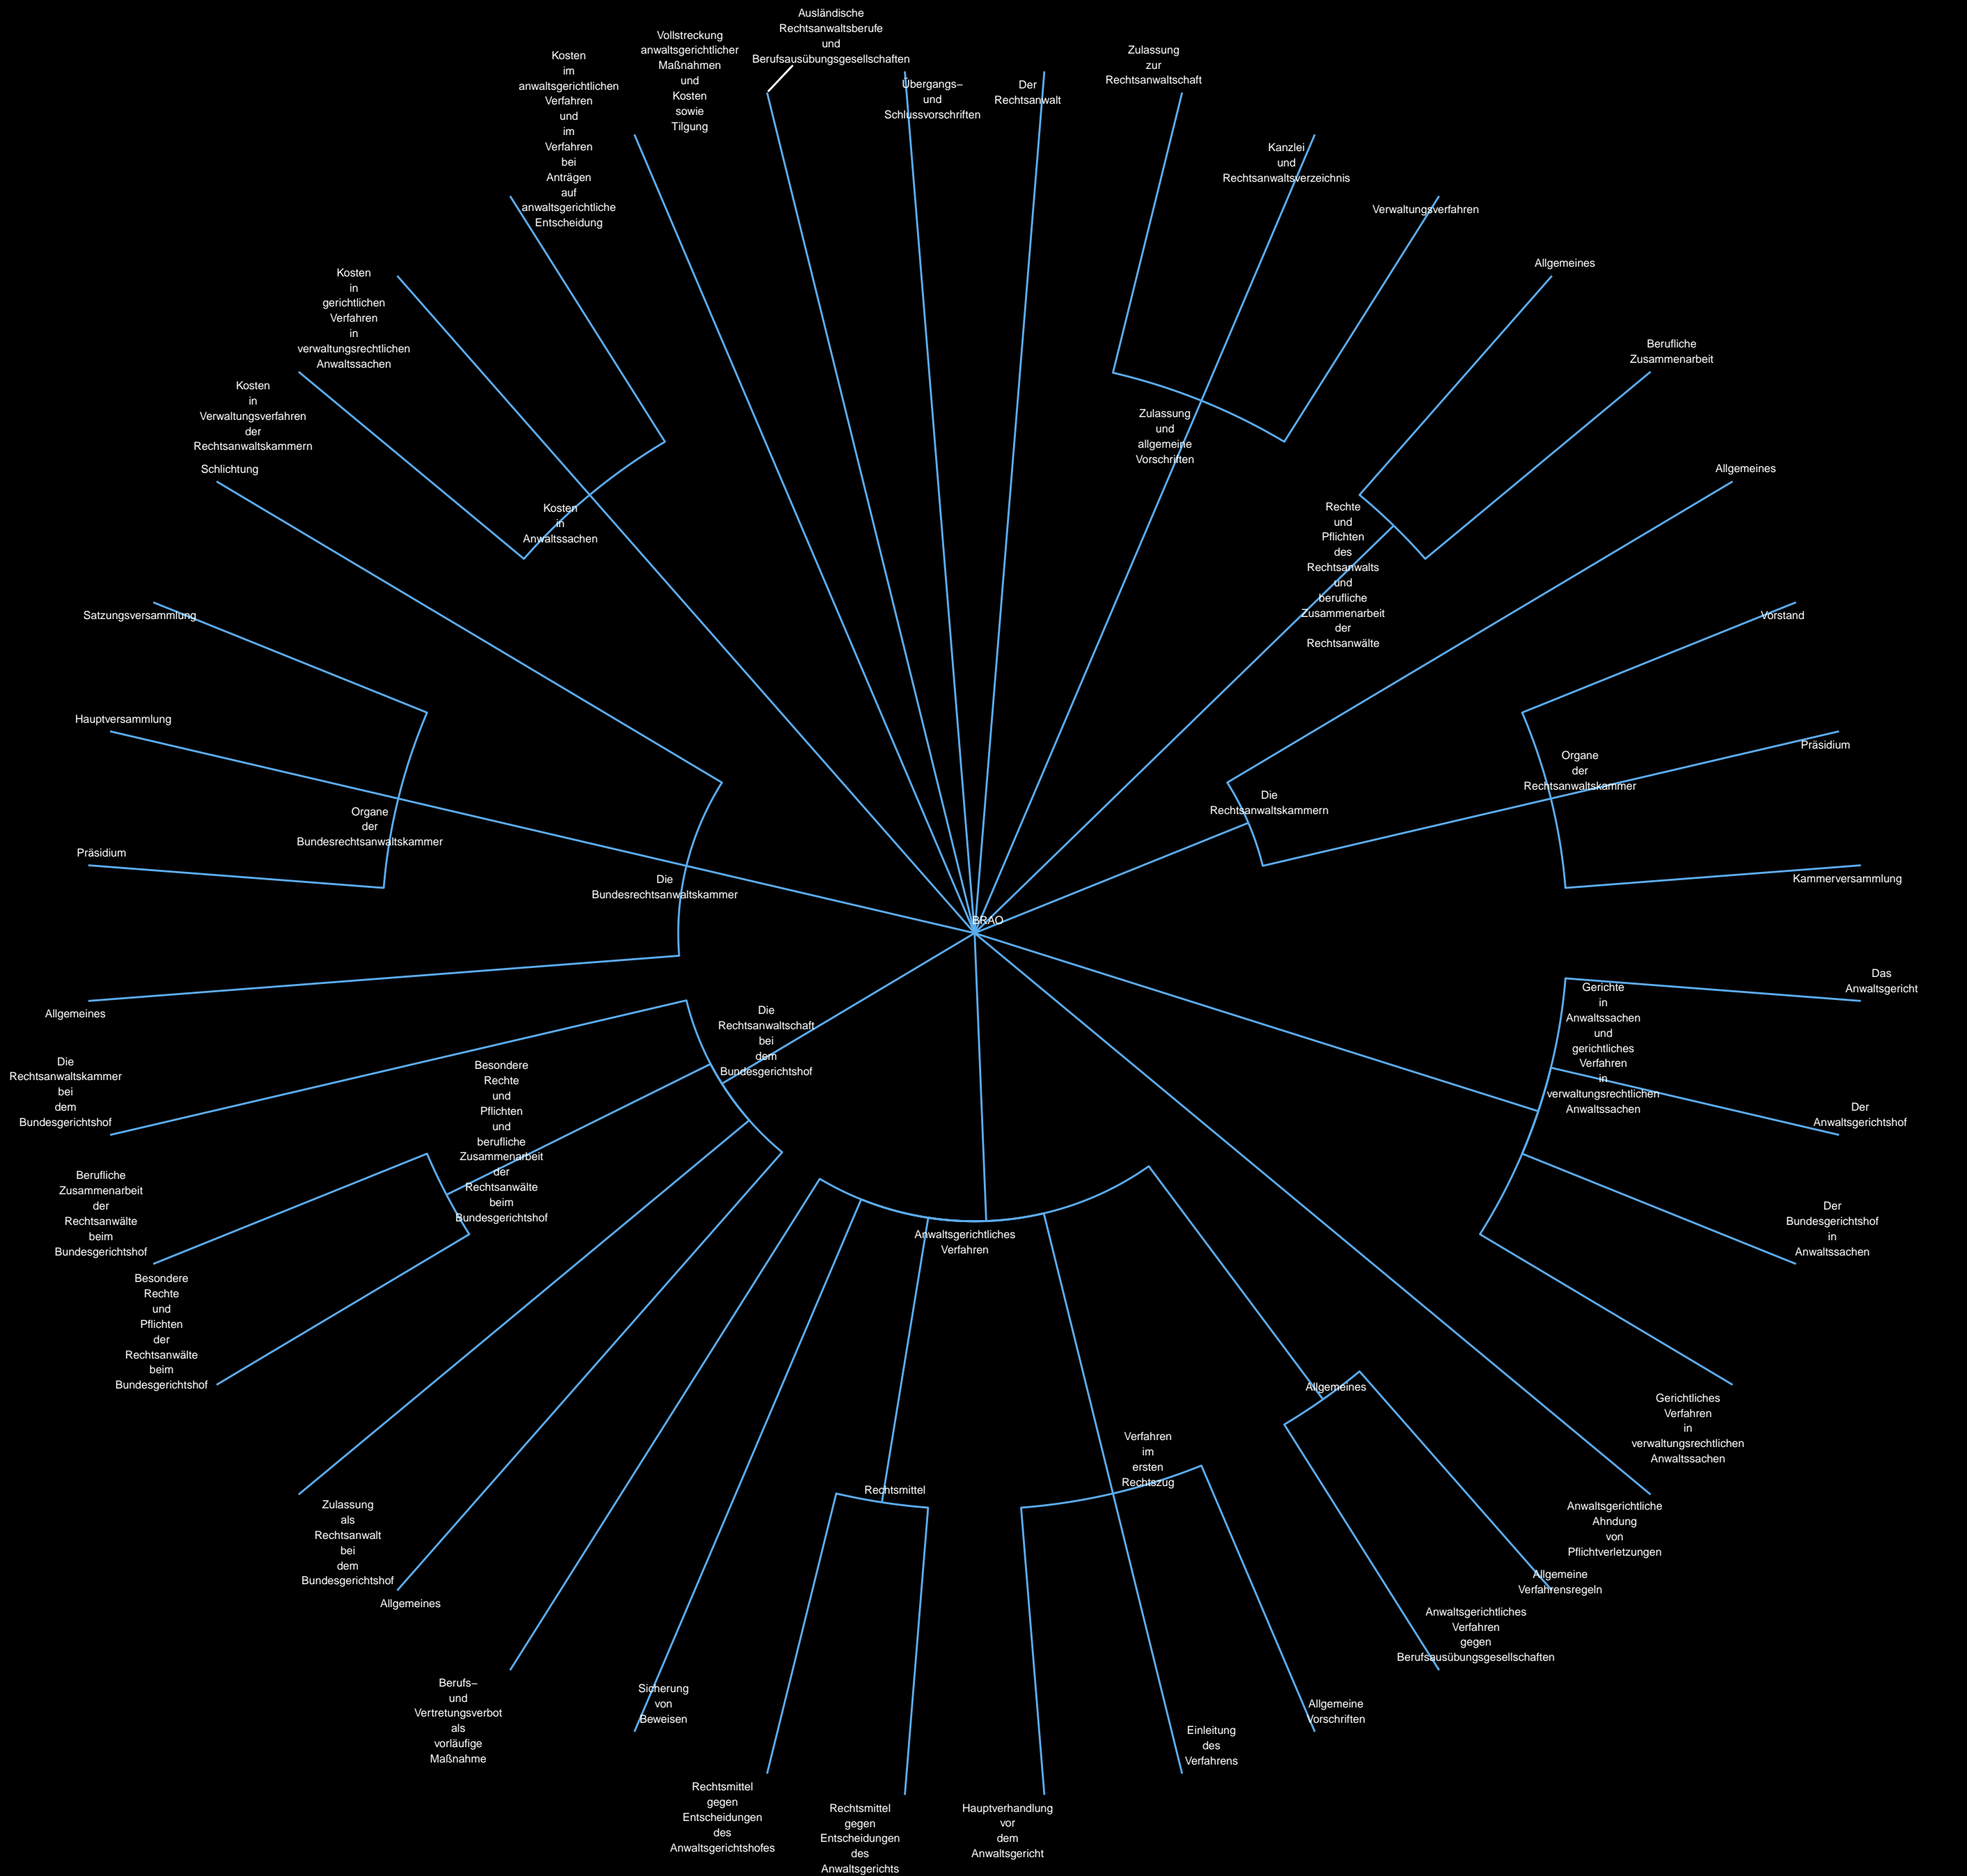 Ausländische
Rechtsanwaltsberufe
und
Berufsausübungsgesellschaften
Vollstreckung
anwaltsgerichtlicher
Maßnahmen
und
Kosten
sowie
Tilgung
Kosten
im
anwaltsgerichtlichen
Verfahren
und
im
Verfahren
bei
Anträgen
auf
anwaltsgerichtliche
Entscheidung
Übergangs–
und
Schlussvorschriften
Der
Rechtsanwalt
Zulassung
zur
Rechtsanwaltschaft
Kanzlei
und
Rechtsanwaltsverzeichnis
Verwaltungsverfahren
Allgemeines
Berufliche
Zusammenarbeit
Kosten
in
gerichtlichen
Verfahren
in
verwaltungsrechtlichen
Anwaltssachen
Kosten
in
Verwaltungsverfahren
der
Rechtsanwaltskammern
Schlichtung
Zulassung
und
allgemeine
Vorschriften
Allgemeines
Kosten
in
Anwaltssachen
Rechte
und
Pflichten
des
Rechtsanwalts
und
berufliche
Zusammenarbeit
der
Rechtsanwälte
Satzungsversammlung
Vorstand
Hauptversammlung
Präsidium
Organe
der
Rechtsanwaltskammer
Die
Rechtsanwaltskammern
Organe
der
Bundesrechtsanwaltskammer
Präsidium
Kammerversammlung
Die
Bundesrechtsanwaltskammer
BRAO
Das
Anwaltsgericht
Gerichte
in
Anwaltssachen
und
gerichtliches
Verfahren
in
verwaltungsrechtlichen
Anwaltssachen
Allgemeines
Die
Rechtsanwaltschaft
bei
dem
Bundesgerichtshof
Die
Rechtsanwaltskammer
bei
dem
Bundesgerichtshof
Besondere
Rechte
und
Pflichten
und
berufliche
Zusammenarbeit
der
Rechtsanwälte
beim
Bundesgerichtshof
Der
Anwaltsgerichtshof
Berufliche
Zusammenarbeit
der
Rechtsanwälte
beim
Bundesgerichtshof
Der
Bundesgerichtshof
in
Anwaltssachen
Anwaltsgerichtliches
Verfahren
Besondere
Rechte
und
Pflichten
der
Rechtsanwälte
beim
Bundesgerichtshof
Allgemeines
Gerichtliches
Verfahren
in
verwaltungsrechtlichen
Anwaltssachen
Verfahren
im
ersten
Rechtszug
Rechtsmittel
Zulassung
als
Rechtsanwalt
bei
dem
Bundesgerichtshof
Anwaltsgerichtliche
Ahndung
von
Pflichtverletzungen
Allgemeine
Verfahrensregeln
Allgemeines
Anwaltsgerichtliches
Verfahren
gegen
Berufsausübungsgesellschaften
Berufs–
und
Vertretungsverbot
als
vorläufige
Maßnahme
Sicherung
von
Beweisen
Allgemeine
Vorschriften
Einleitung
des
Verfahrens
Rechtsmittel
gegen
Entscheidungen
des
Anwaltsgerichtshofes
Rechtsmittel
gegen
Entscheidungen
des
Anwaltsgerichts
Hauptverhandlung
vor
dem
Anwaltsgericht